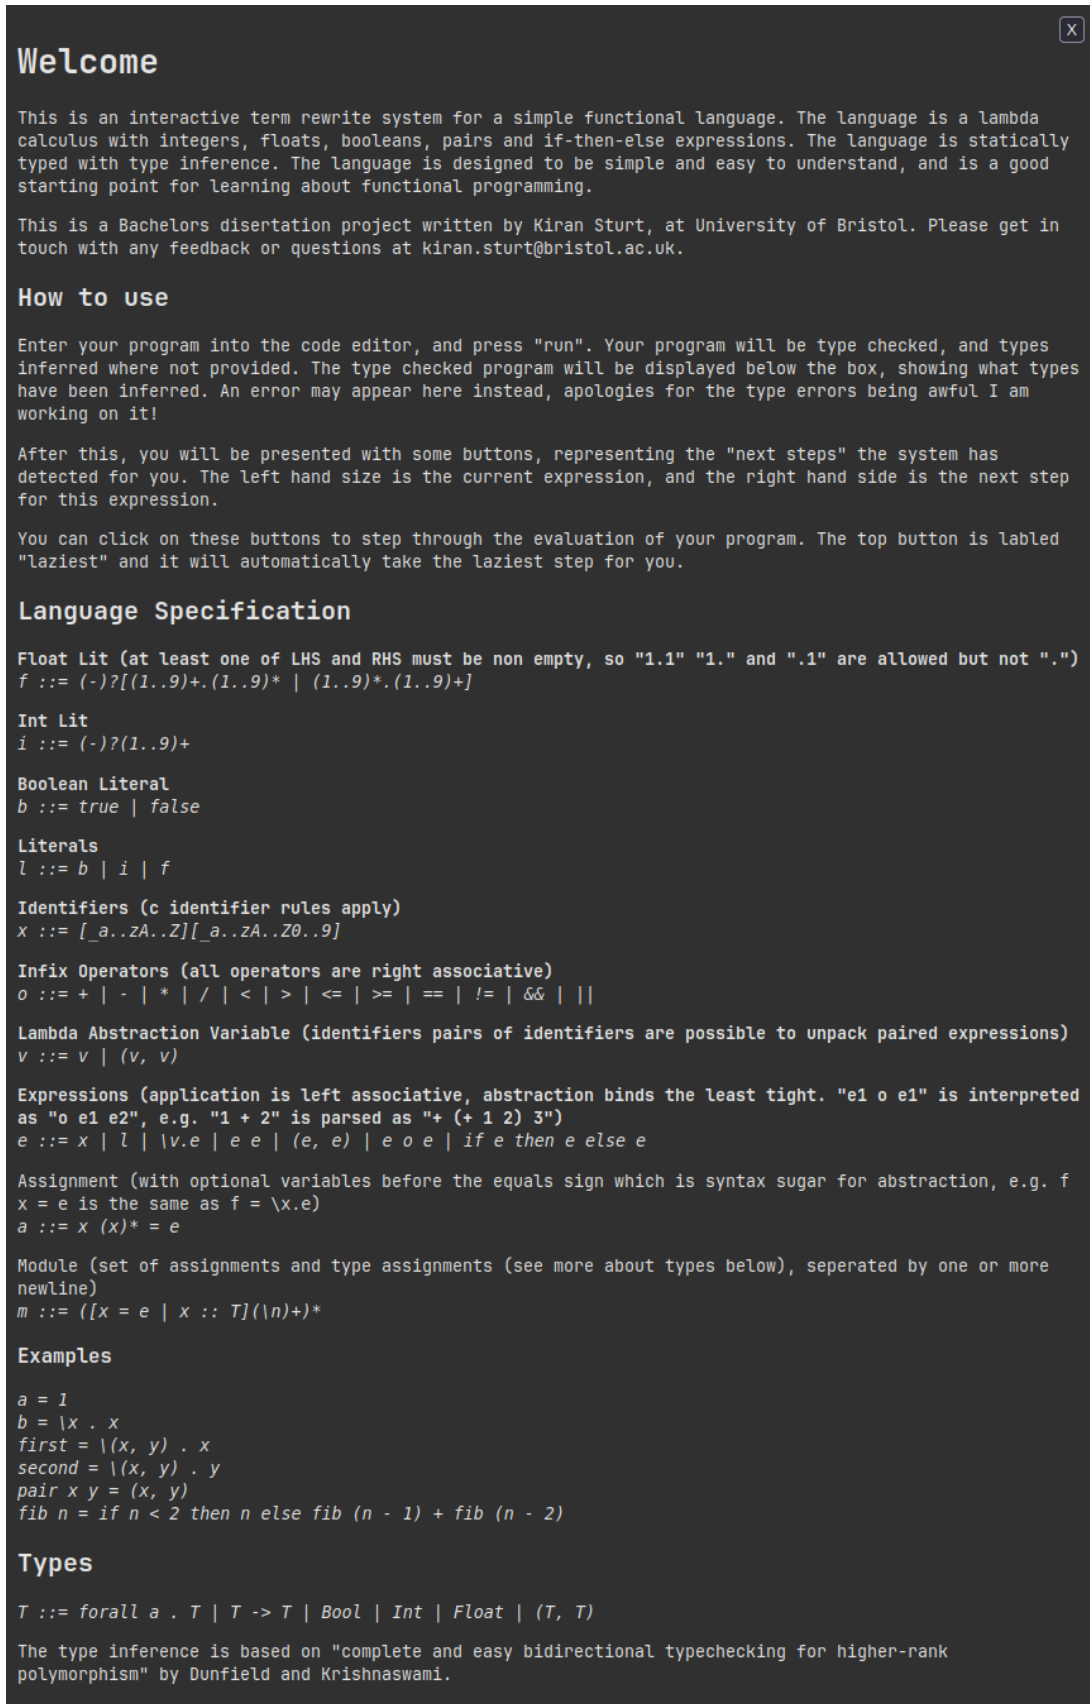 X
Welcome
This is an interactive term rewrite system for a simple functional language. The language is a lambda
calculus with integers, floats, booleans, pairs and if-then-else expressions. The language is statically
typed with type inference. The language is designed to be simple and easy to understand, and is a good
starting point for learning about functional programming.
This is a Bachelors disertation project written by Kiran Sturt, at University of Bristol. Please get in
touch with any feedback or questions at kiran.sturt@bristol.ac.uk.
How to use
Enter your program into the code editor, and press "run". Your program will be type checked, and types
inferred where not provided. The type checked program will be displayed below the box, showing what types
have been inferred. An error may appear here instead, apologies for the type errors being awful I am
working on it!
After this, you will be presented with some buttons, representing the "next steps" the system has
detected for you. The left hand size is the current expression, and the right hand side is the next step
for this expression.
You can click on these buttons to step through the evaluation of your program. The top button is labled
"laziest" and it will automatically take the laziest step for you.
Language Specification
Float Lit (at least one of LHS and RHS must be non empty, so "1.1" "1." and ".1" are allowed but not ".")
f ::= (-)?[(1..9)+.(1..9)* | (1..9)*.(1..9)+]
Int Lit
i ::= (-)?(1..9)+
Boolean Literal
b ::= true | false
Literals
l ::= b | i | f
Identifiers (c identifier rules apply)
x ::= [_a..zA..Z][_a..zA..Z0..9]
Infix Operators (all operators are right associative)
o ::= + | - | * | / | < | > | <= | >= | == | != | && | ||
Lambda Abstraction Variable (identifiers pairs of identifiers are possible to unpack paired expressions)
v ::= v | (v, v)
Expressions (application is left associative, abstraction binds the least tight. "e1 o e1" is interpreted
as "o e1 e2", e.g. "1 + 2" is parsed as "+ (+ 1 2) 3")
e ::= x | l | \v.e | e e | (e, e) | e o e | if e then e else e
Assignment (with optional variables before the equals sign which is syntax sugar for abstraction, e.g. f
x = e is the same as f = \x.e)
a ::= x (x)* = e
Module (set of assignments and type assignments (see more about types below), seperated by one or more
newline)
m ::= ([x = e | x :: T](\n)+)*
Examples
a = 1
b = \x . x
first = \(x, y) . x
second = \(x, y) . y
pair x y = (x, y)
fib n = if n < 2 then n else fib (n - 1) + fib (n - 2)
Types
T ::= forall a . T | T -> T | Bool | Int | Float | (T, T)
The type inference is based on "complete and easy bidirectional typechecking for higher-rank
polymorphism" by Dunfield and Krishnaswami.